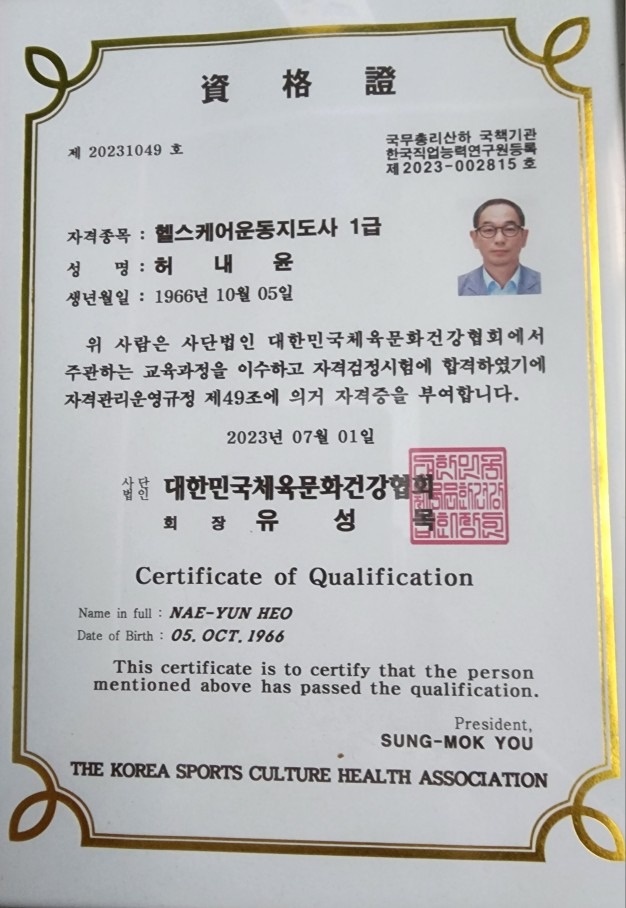 資 格 證
제 20231049 호
국무총리산하 국책기관
한국직업능력연구원등록
제2023-002815 호
자격종목 : 헬스케어운동지도사 1급
성 명 : 허 내 윤
생년월일 : 1966년 10월 05일
위 사람은 사단법인 대한민국체육문화건강협회에서
주관하는 교육과정을 이수하고 자격검정시험에 합격하였기에
자격관리운영규정 제49조에 의거 자격증을 부여합니다.
2023년 07월 01일
사단법인 대한민국체육문화건강협회
회 장 유 성 목
Certificate of Qualification
Name in full : NAE-YUN HEO
Date of Birth : 05. OCT. 1966
This certificate is to certify that the person
mentioned above has passed the qualification.
President,
SUNG-MOK YOU
THE KOREA SPORTS CULTURE HEALTH ASSOCIATION